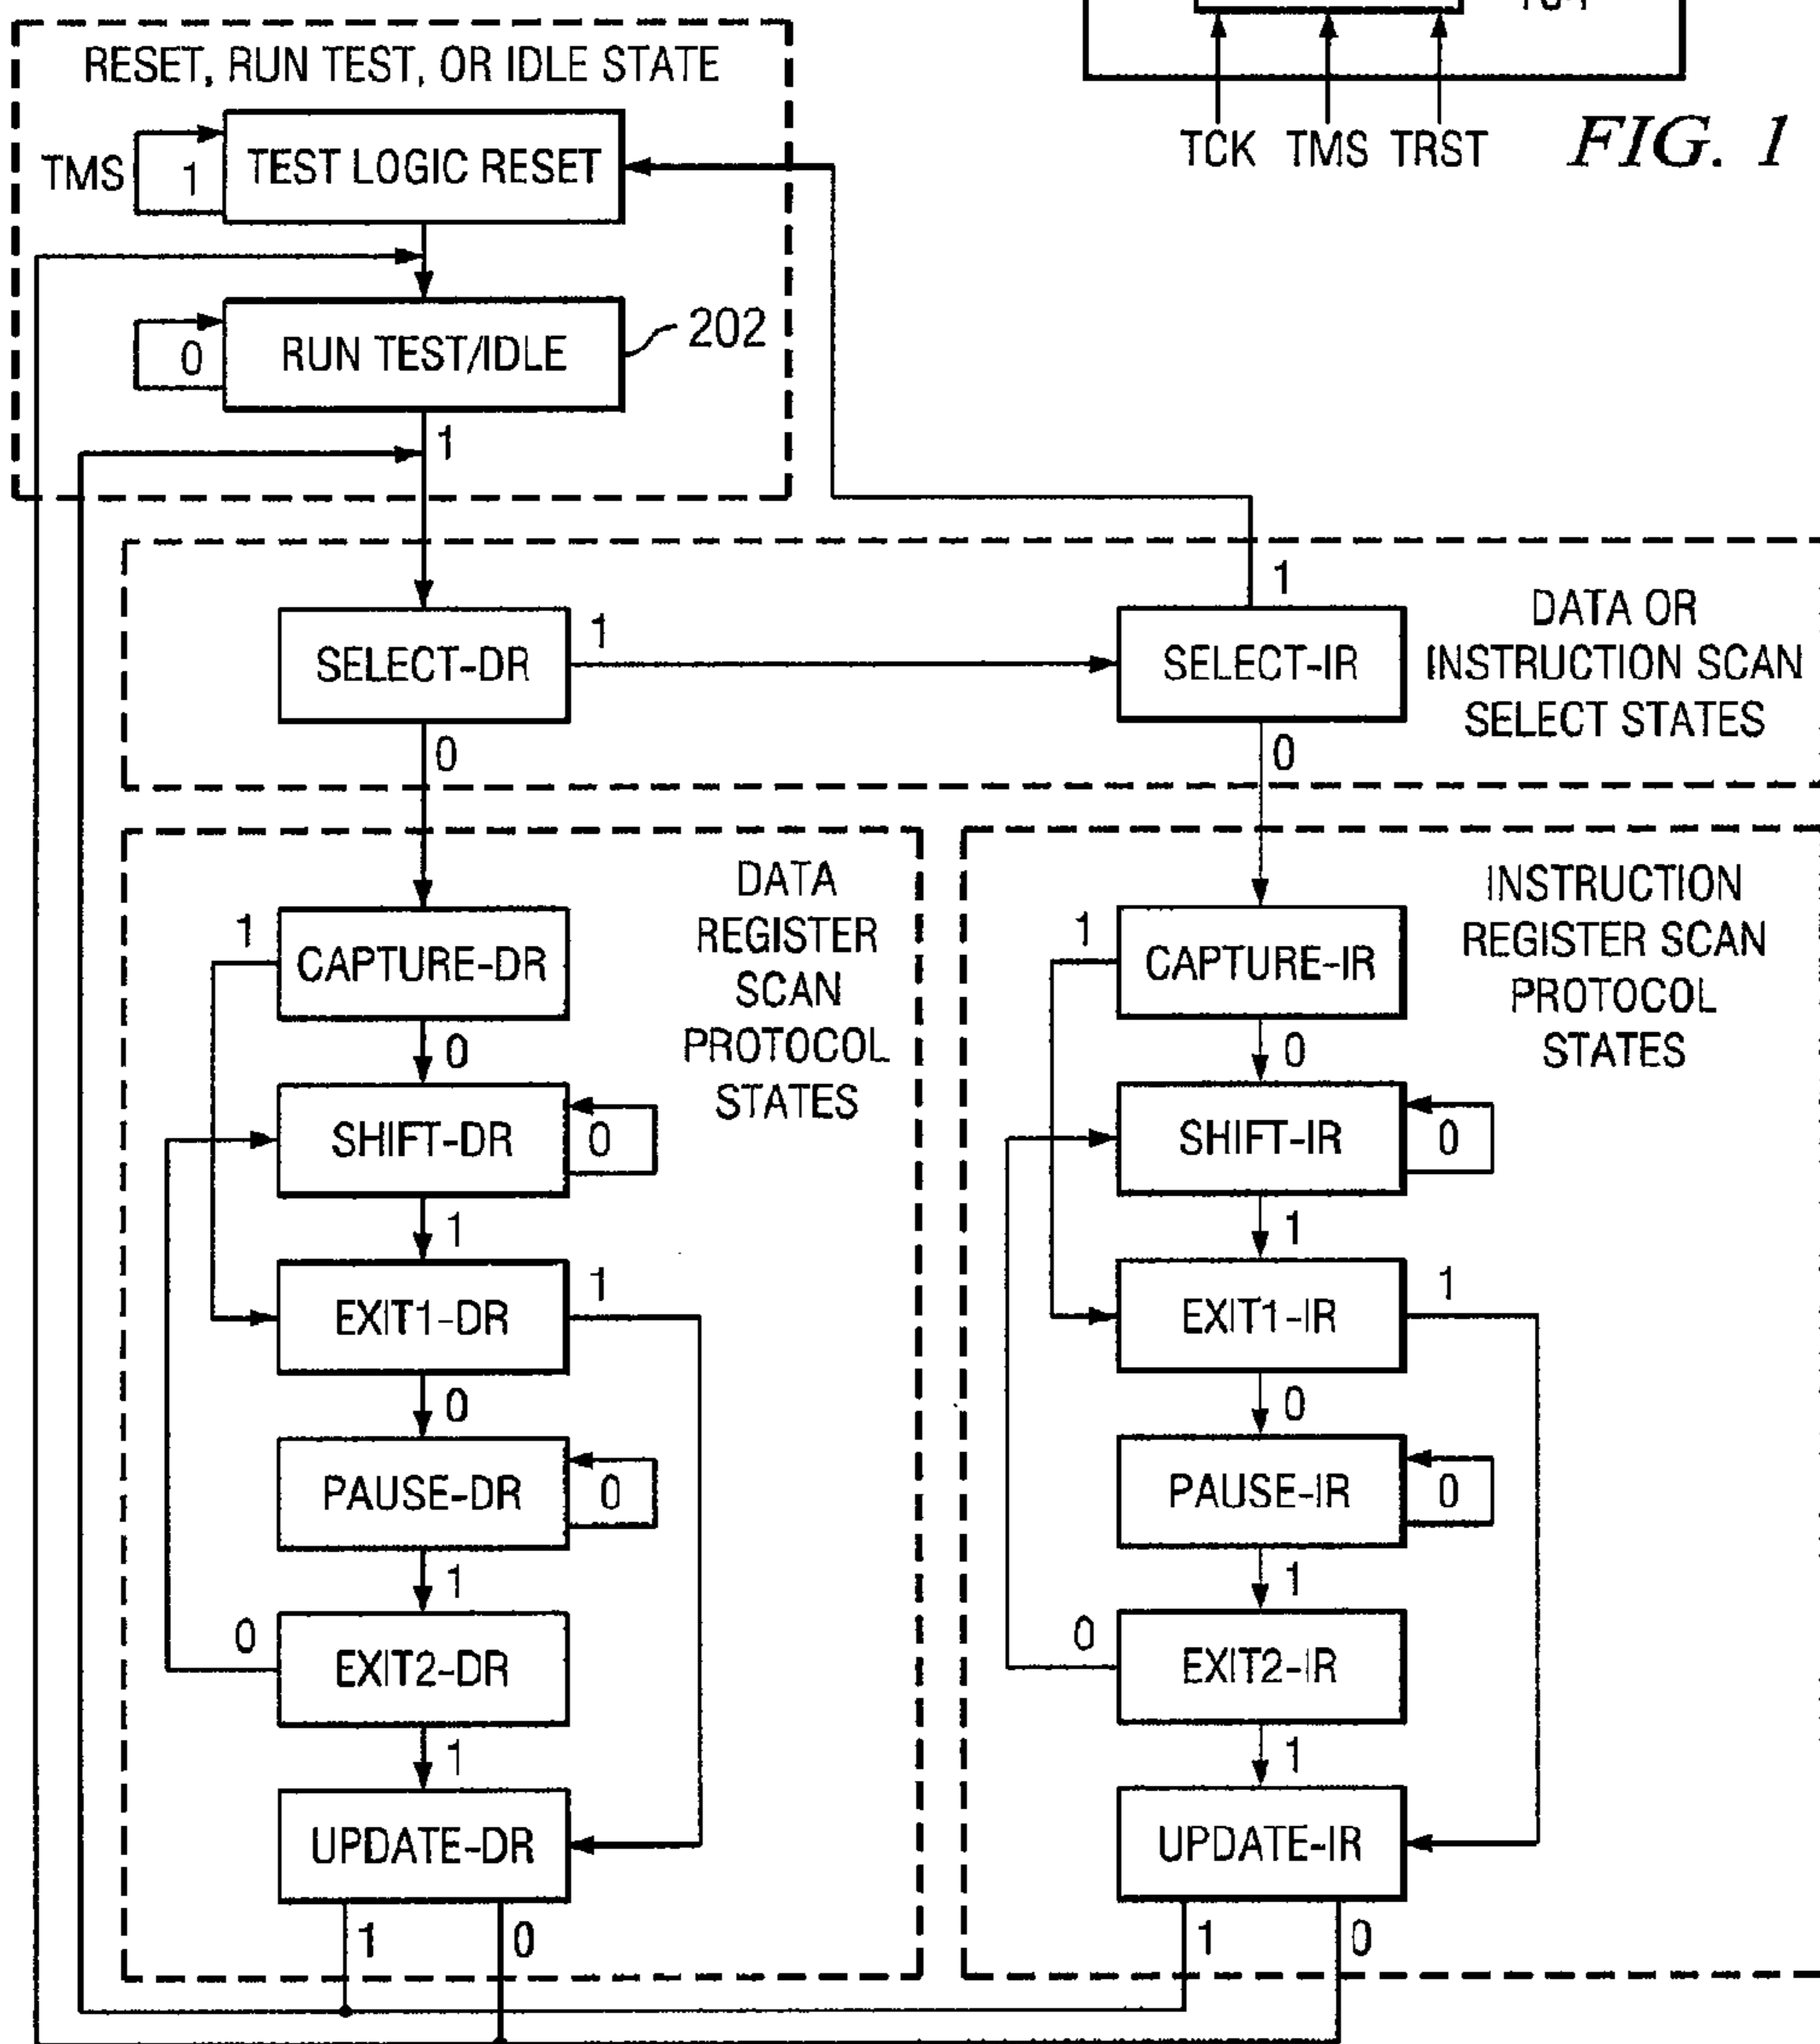 RESET, RUN TEST, OR IDLE STATE
TMS
1
TEST LOGIC RESET
TCK TMS TRST
FIG. 1
0
RUN TEST/IDLE
202
1
SELECT-DR
1
1
SELECT-IR
DATA OR
INSTRUCTION SCAN
SELECT STATES
0
0
DATA
REGISTER
SCAN
PROTOCOL
STATES
1
CAPTURE-DR
0
SHIFT-DR
0
1
EXIT1-DR
1
0
PAUSE-DR
0
1
0
EXIT2-DR
1
UPDATE-DR
1
0
INSTRUCTION
REGISTER SCAN
PROTOCOL
STATES
1
CAPTURE-IR
0
SHIFT-IR
0
1
EXIT1-IR
1
0
PAUSE-IR
0
1
0
EXIT2-IR
1
UPDATE-IR
1
0